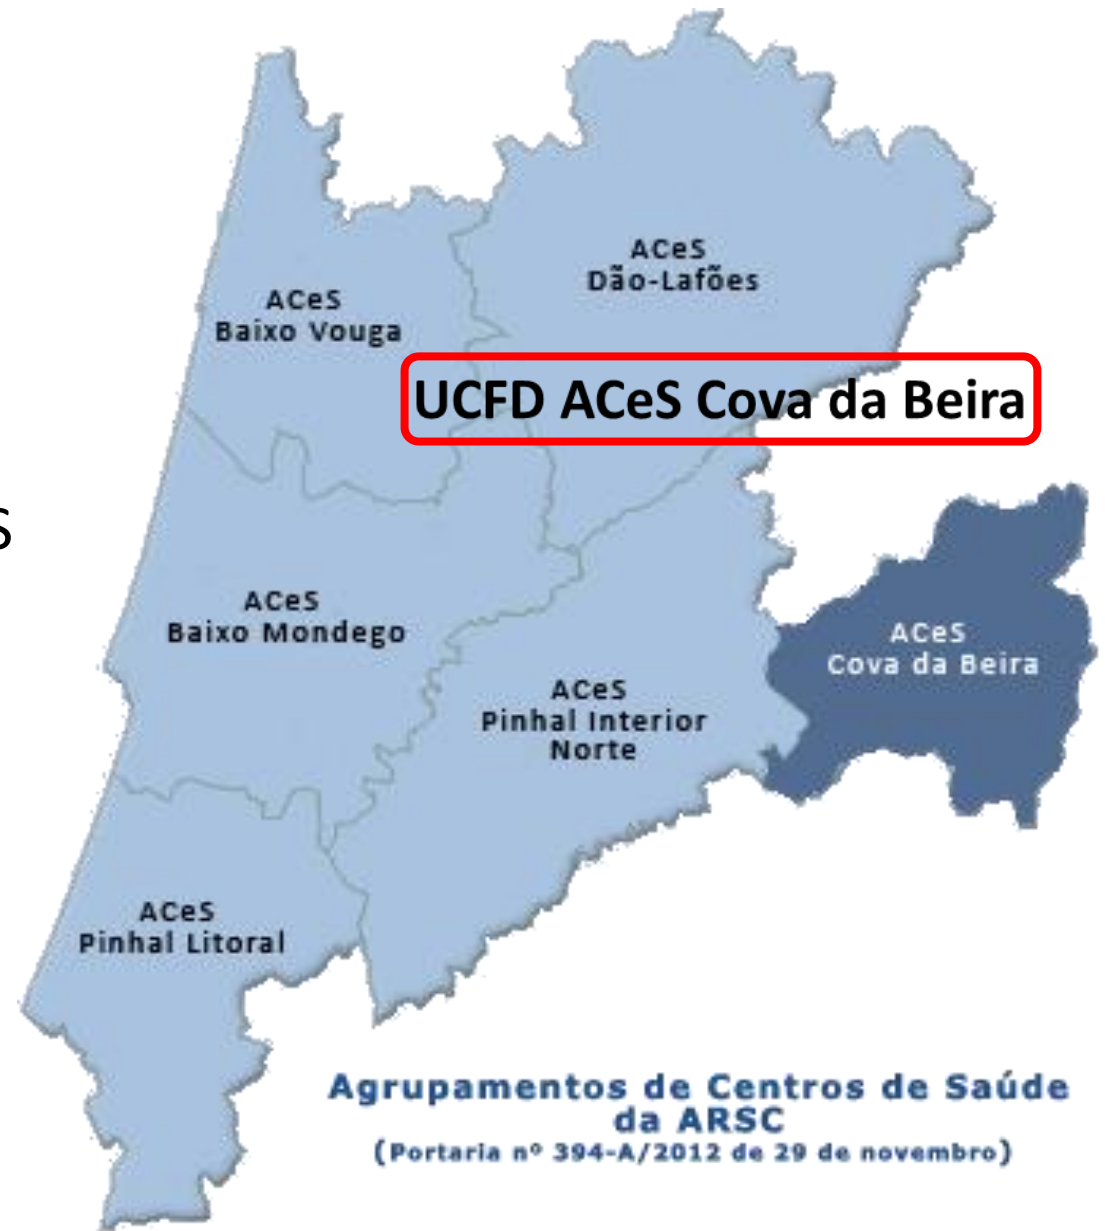 ACeS
Dão-Lafões
ACeS
Baixo Vouga
UCFD ACeS Cova da Beira
S
ACeS
Baixo Mondego
ACeS
Cova da Beira
ACeS
Pinhal Interior
Norte
ACeS
Pinhal Litoral
Agrupamentos de Centros de Saúde
da ARSC
(Portaria nº 394-A/2012 de 29 de novembro)